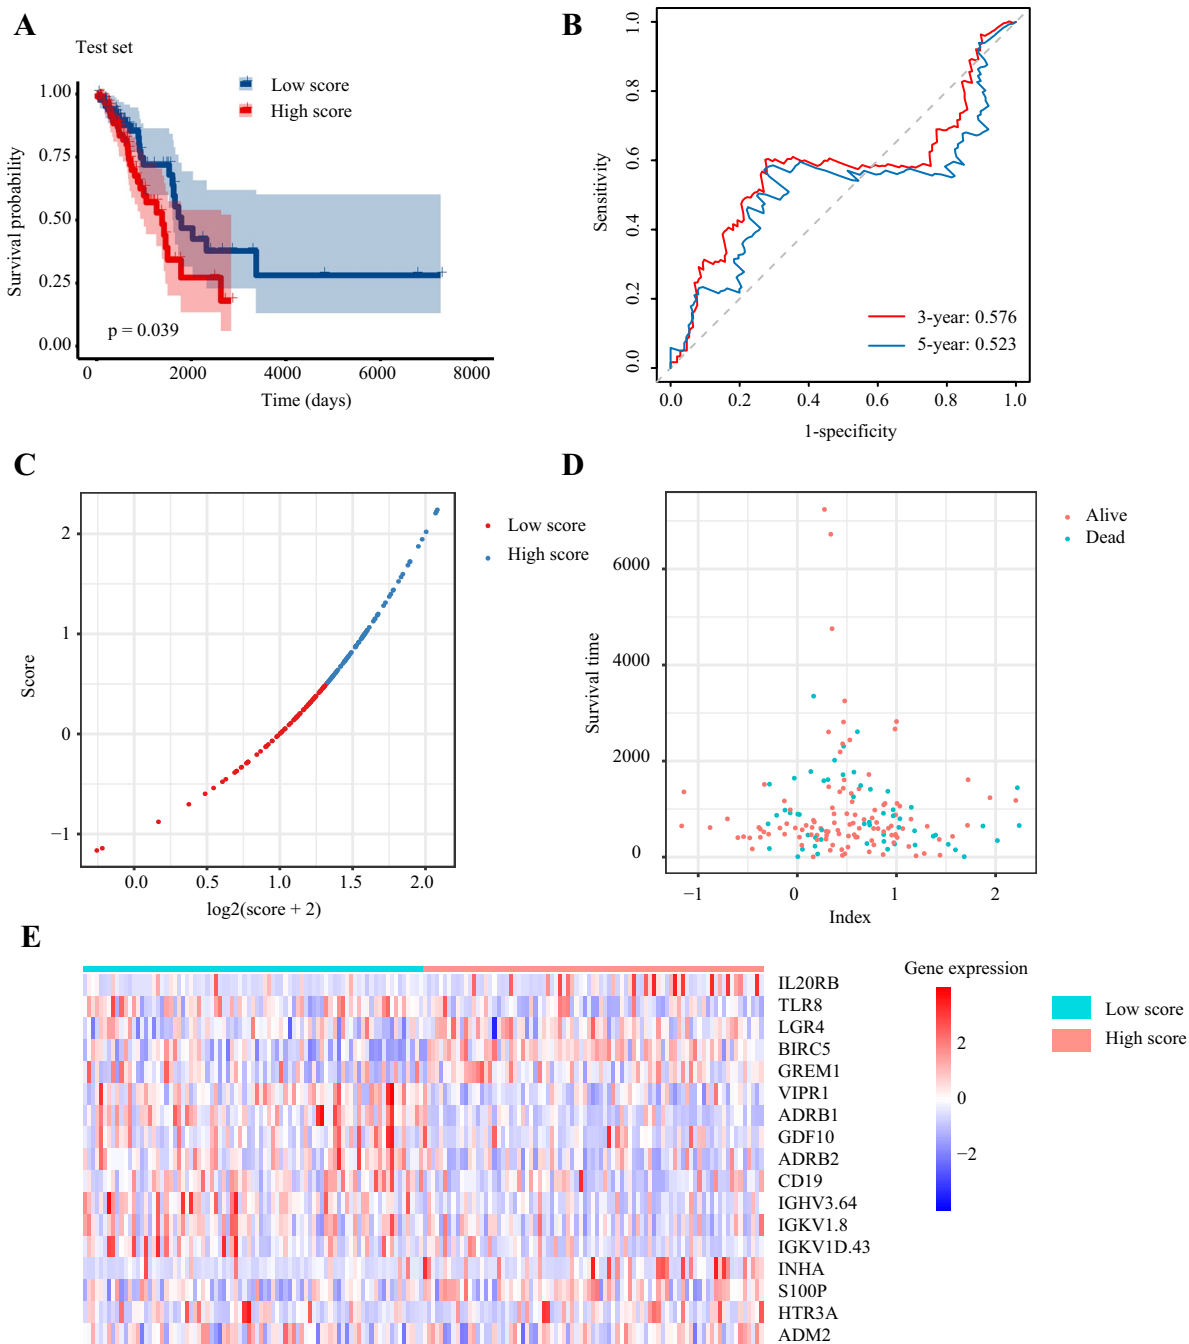 A
Test set
Low score
High score
Survival probability
1.00
0.75
0.50
0.25
0.00
p = 0.039
0 2000 4000 6000 8000
Time (days)
B
Sensitivity
1.0
0.8
0.6
0.4
0.2
0.0
3-year: 0.576
5-year: 0.523
0.0 0.2 0.4 0.6 0.8 1.0
1-specificity
C
Score
2
1
0
−1
0.0 0.5 1.0 1.5 2.0
log2(score + 2)
Low score
High score
D
Survival time
6000
4000
2000
0
−1 0 1 2
Index
Alive
Dead
E
IL20RB
TLR8
LGR4
BIRC5
GREM1
VIPR1
ADRB1
GDF10
ADRB2
CD19
IGHV3.64
IGKV1.8
IGKV1D.43
INHA
S100P
HTR3A
ADM2
Gene expression
2
0
−2
Low score
High score